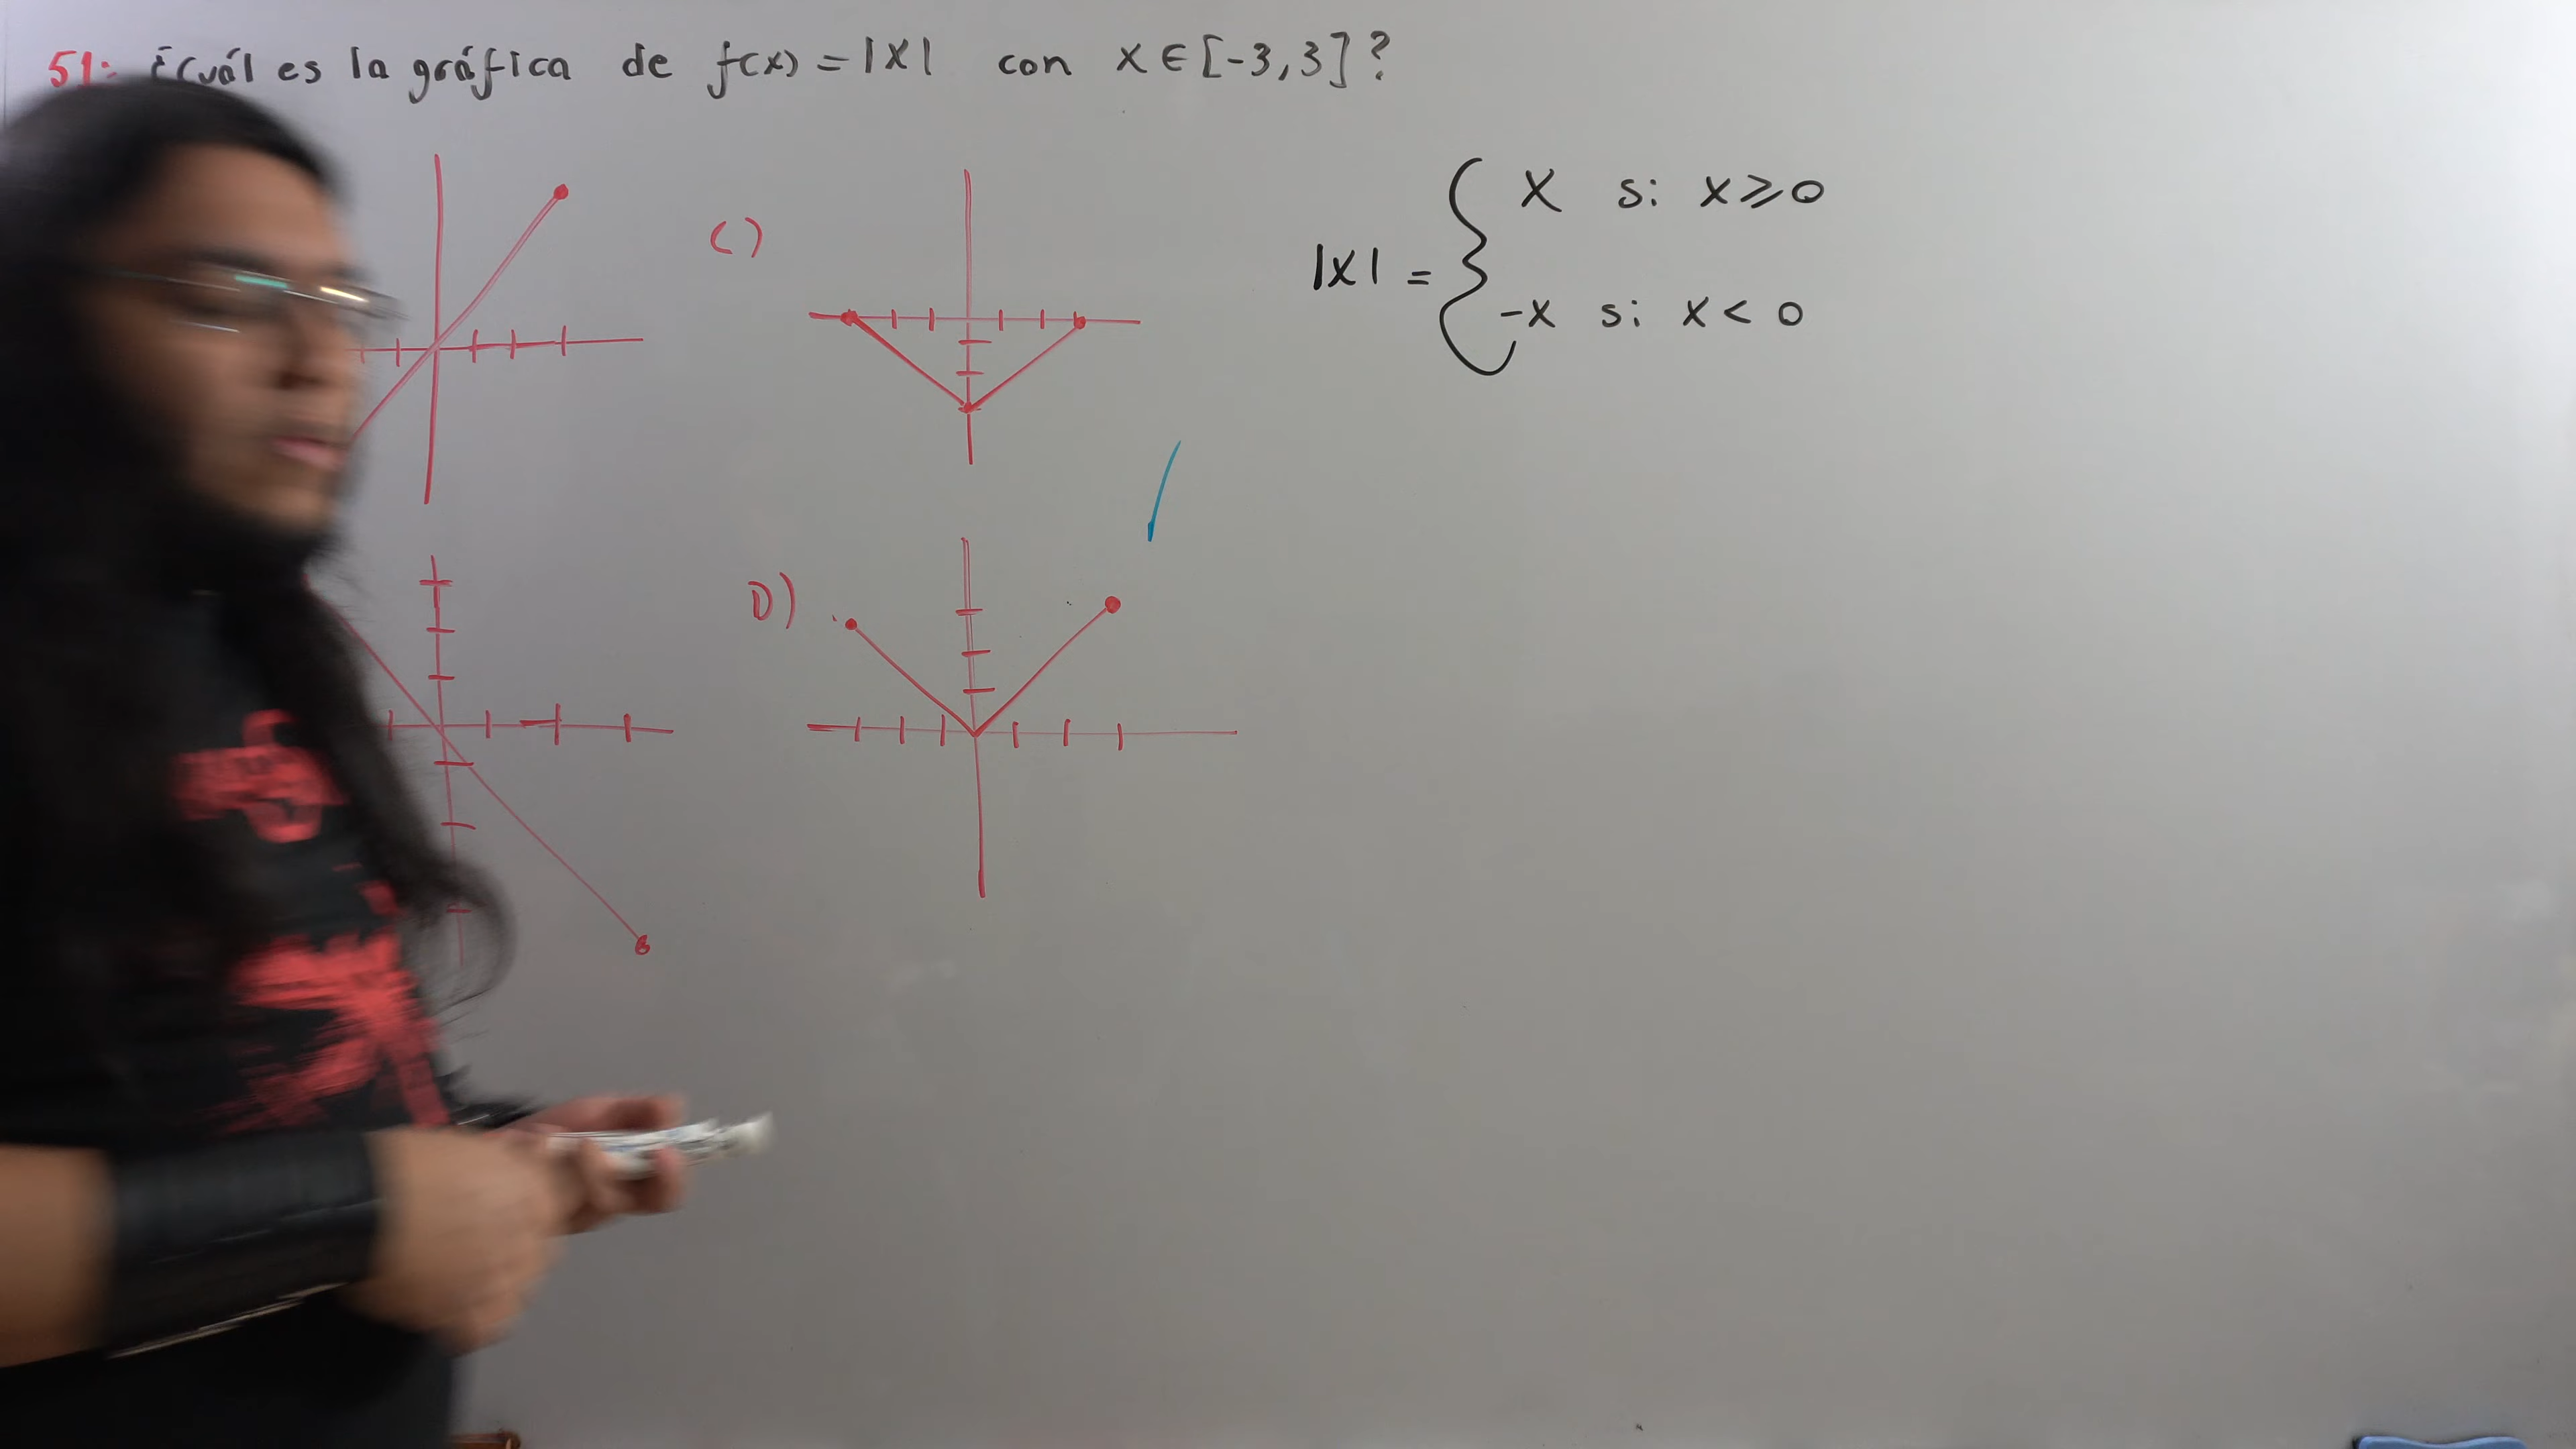 51: ¿Cuál es la gráfica de f(x) = |x| con x ∈ [-3,3]?
C)
D)
|x| = { x si x ≥ 0
-x si x < 0